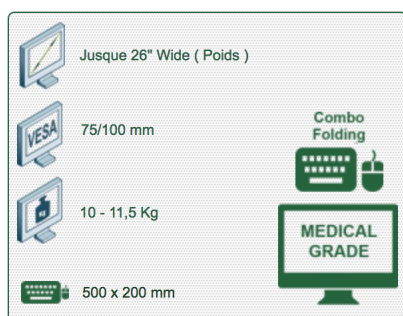 Jusque 26" Wide ( Poids )
VESA
75/100 mm
Combo
Folding
KG
10 - 11,5 Kg
MEDICAL
GRADE
500 x 200 mm